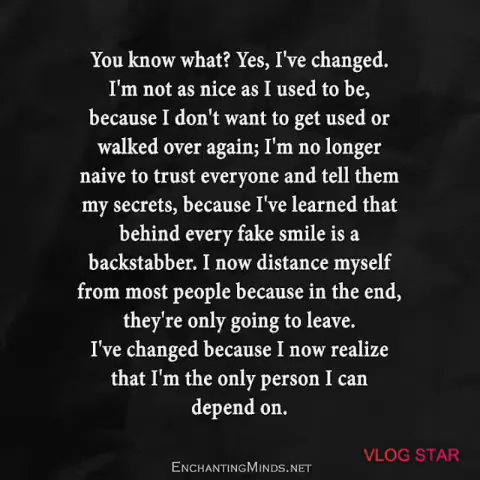 You know what? Yes, I've changed.
I'm not as nice as I used to be,
because I don't want to get used or
walked over again; I'm no longer
naive to trust everyone and tell them
my secrets, because I've learned that
behind every fake smile is a
backstabber. I now distance myself
from most people because in the end,
they're only going to leave.
I've changed because I now realize
that I'm the only person I can
depend on.
VLOG STAR
EnchantingMinds.net